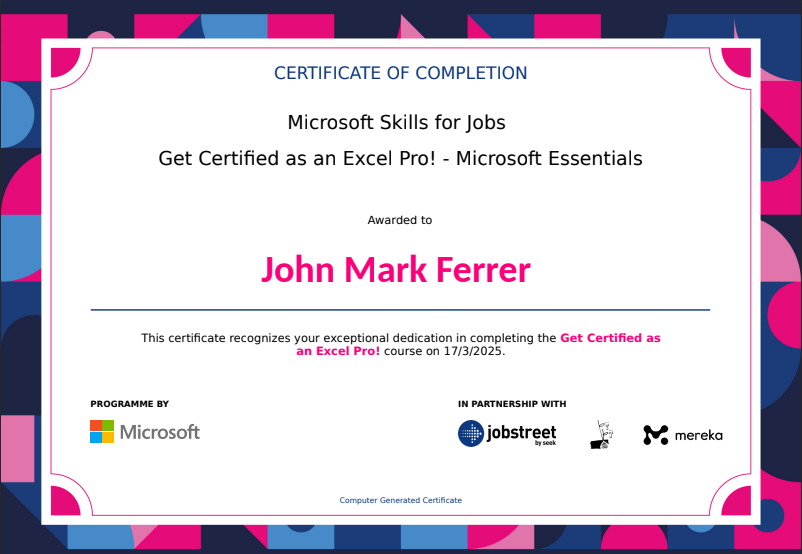 CERTIFICATE OF COMPLETION
Microsoft Skills for Jobs
Get Certified as an Excel Pro! - Microsoft Essentials
Awarded to
John Mark Ferrer
This certificate recognizes your exceptional dedication in completing the Get Certified as
an Excel Pro! course on 17/3/2025.
PROGRAMME BY
Microsoft
IN PARTNERSHIP WITH
jobstreet
by seek
mereka
Computer Generated Certificate